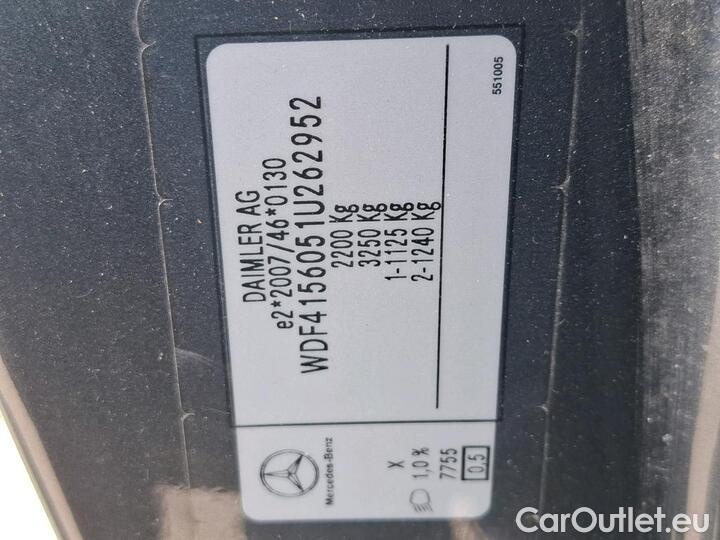 DAIMLER AG
e2*2007/46*0130
WDF4156051U262952
2200 Kg
3250 Kg
1-1125 Kg
2-1240 Kg
551005
Mercedes-Benz
X
1,0 %
7755
0,5
CarOutlet.eu